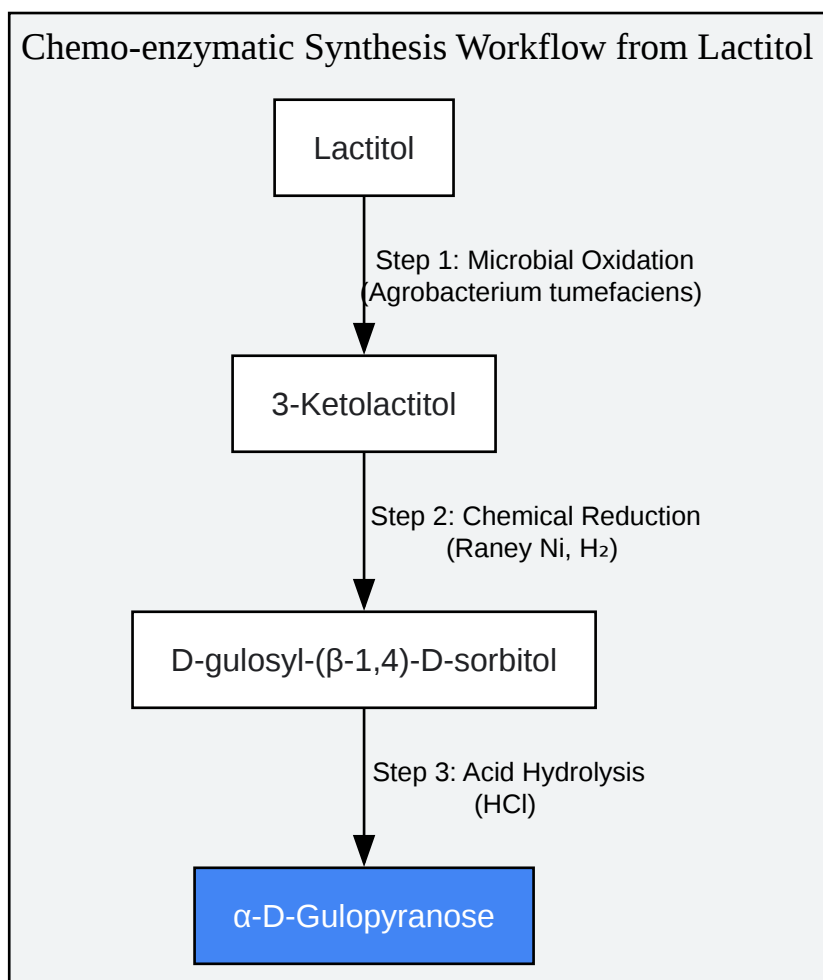 Chemo-enzymatic Synthesis Workflow from Lactitol
Lactitol
Step 1: Microbial Oxidation
(Agrobacterium tumefaciens)
3-Ketolactitol
Step 2: Chemical Reduction
(Raney Ni, H₂)
D-gulosyl-(β-1,4)-D-sorbitol
Step 3: Acid Hydrolysis
(HCl)
α-D-Gulopyranose